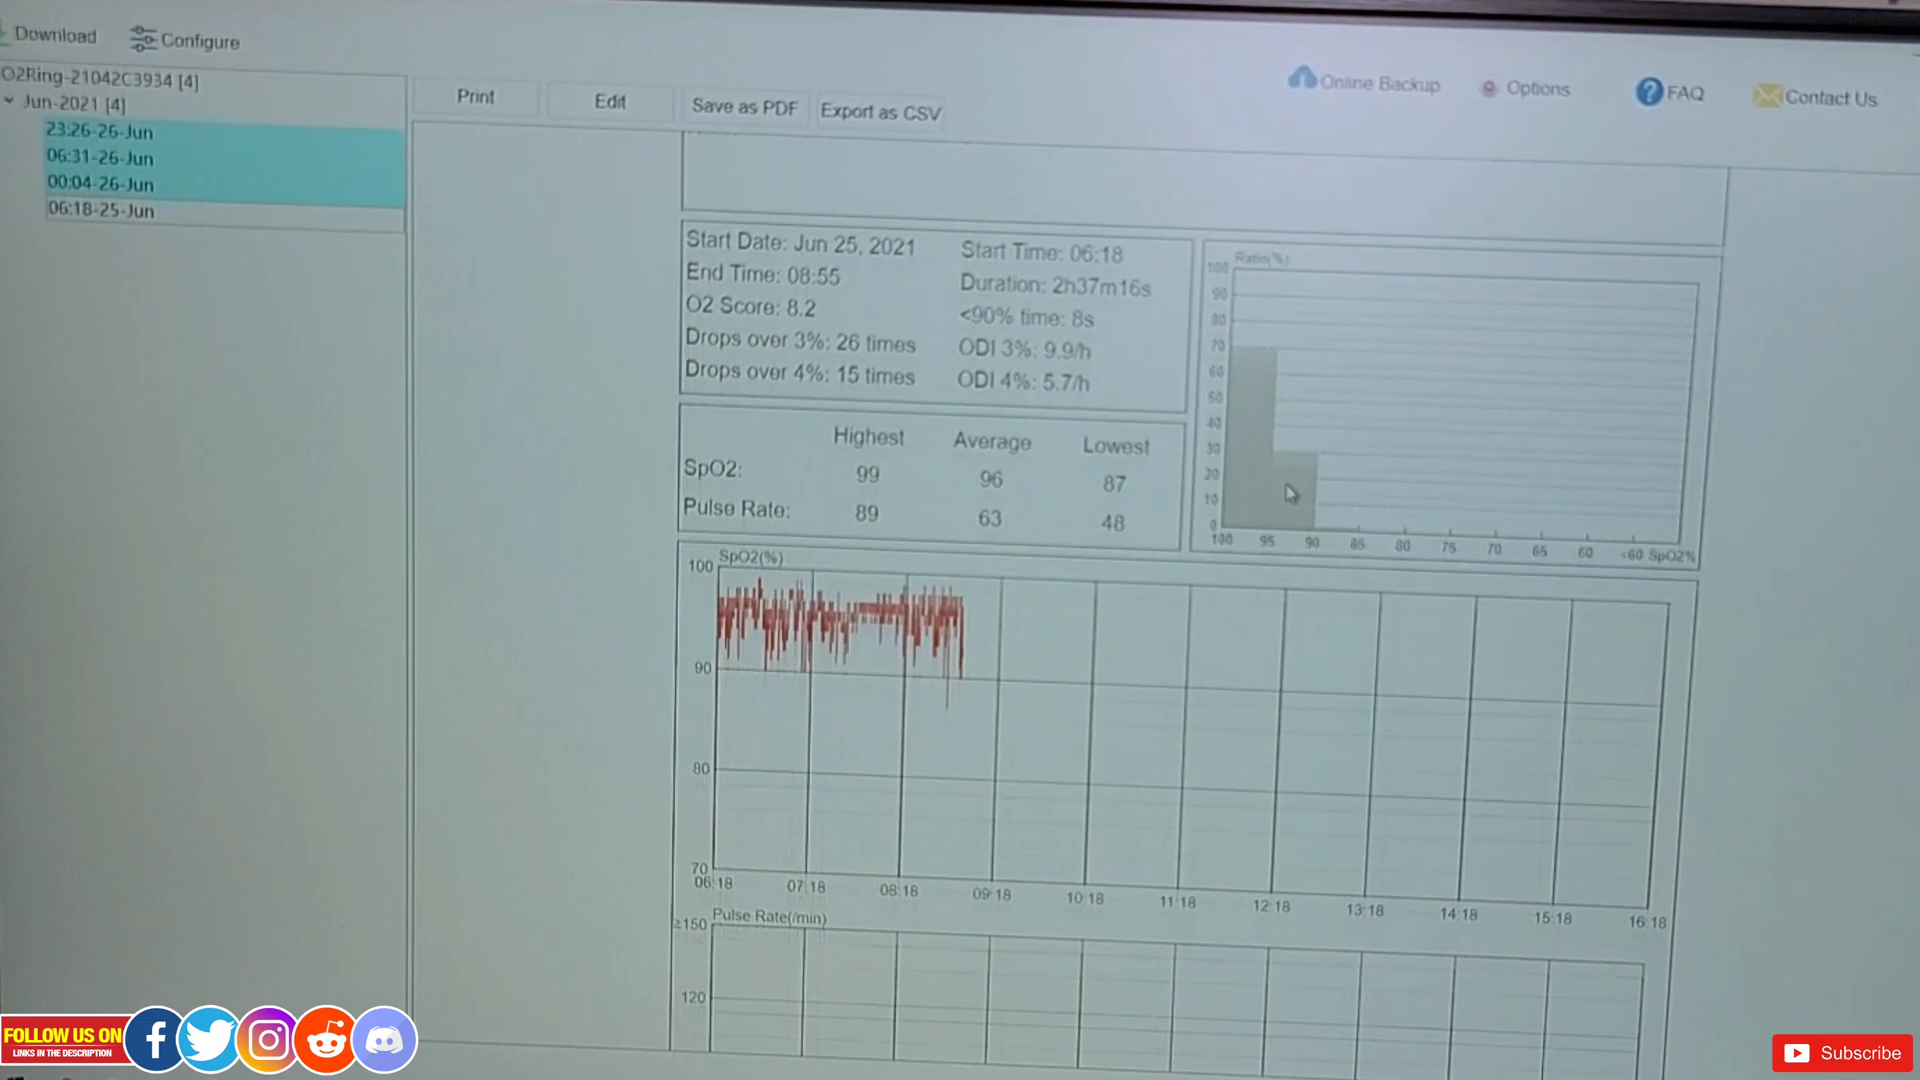 Download
Configure
O2Ring-21042C3934 [4]
Jun-2021 [4]
23:26-26-Jun
06:31-26-Jun
00:04-26-Jun
06:18-25-Jun
Print
Edit
Save as PDF
Export as CSV
Online Backup
Options
FAQ
Contact Us
Start Date: Jun 25, 2021
Start Time: 06:18
End Time: 08:55
Duration: 2h37m16s
O2 Score: 8.2
<90% time: 8s
Drops over 3%: 26 times
ODI 3%: 9.9/h
Drops over 4%: 15 times
ODI 4%: 5.7/h
Highest Average Lowest
SpO2: 99 96 87
Pulse Rate: 89 63 48
Ratio(%)
100
90
80
70
60
50
40
30
20
10
0
100 95 90 85 80 75 70 65 60 <60 SpO2%
SpO2(%)
100
90
80
70
06:18 07:18 08:18 09:18 10:18 11:18 12:18 13:18 14:18 15:18 16:18
Pulse Rate(/min)
≥150
120
FOLLOW US ON
LINKS IN THE DESCRIPTION
Subscribe